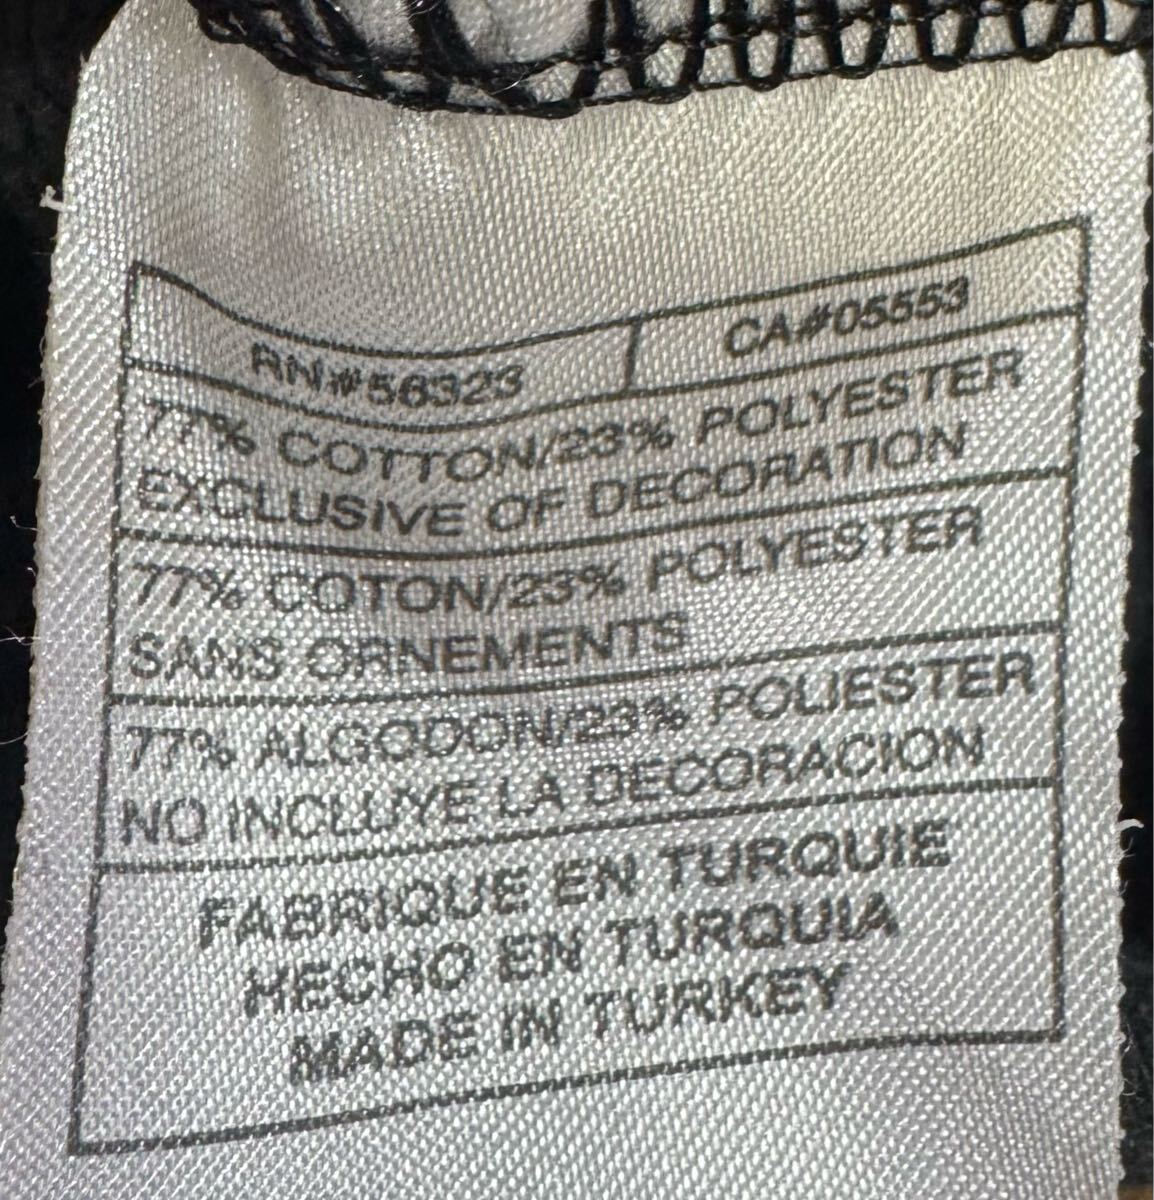 RN#56323 CA#05553
77% COTTON/23% POLYESTER
EXCLUSIVE OF DECORATION
77% COTON/23% POLYESTER
SANS ORNEMENTS
77% ALGODON/23% POLIESTER
NO INCLUYE LA DECORACION
FABRIQUE EN TURQUIE
HECHO EN TURQUIA
MADE IN TURKEY